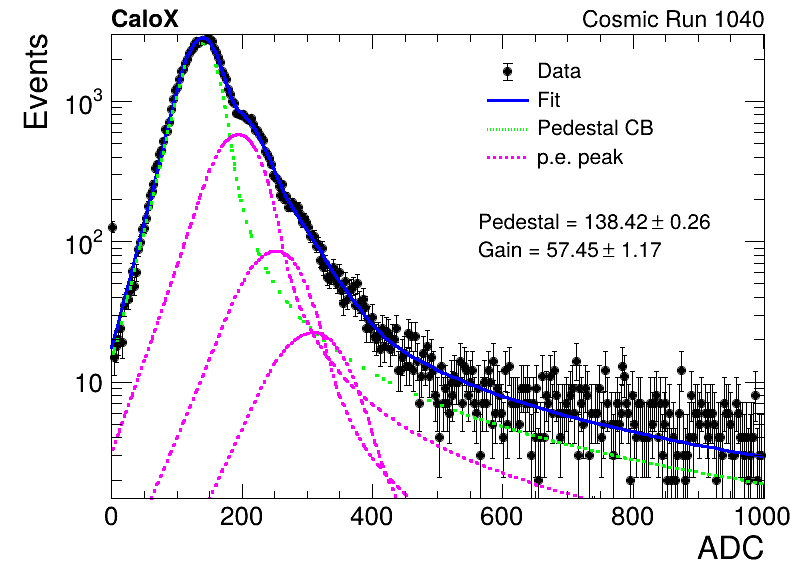 CaloX Cosmic Run 1040
Events
10³
10²
10
Data
Fit
Pedestal CB
p.e. peak
Pedestal = 138.42 ± 0.26
Gain = 57.45 ± 1.17
0 200 400 600 800 1000
ADC